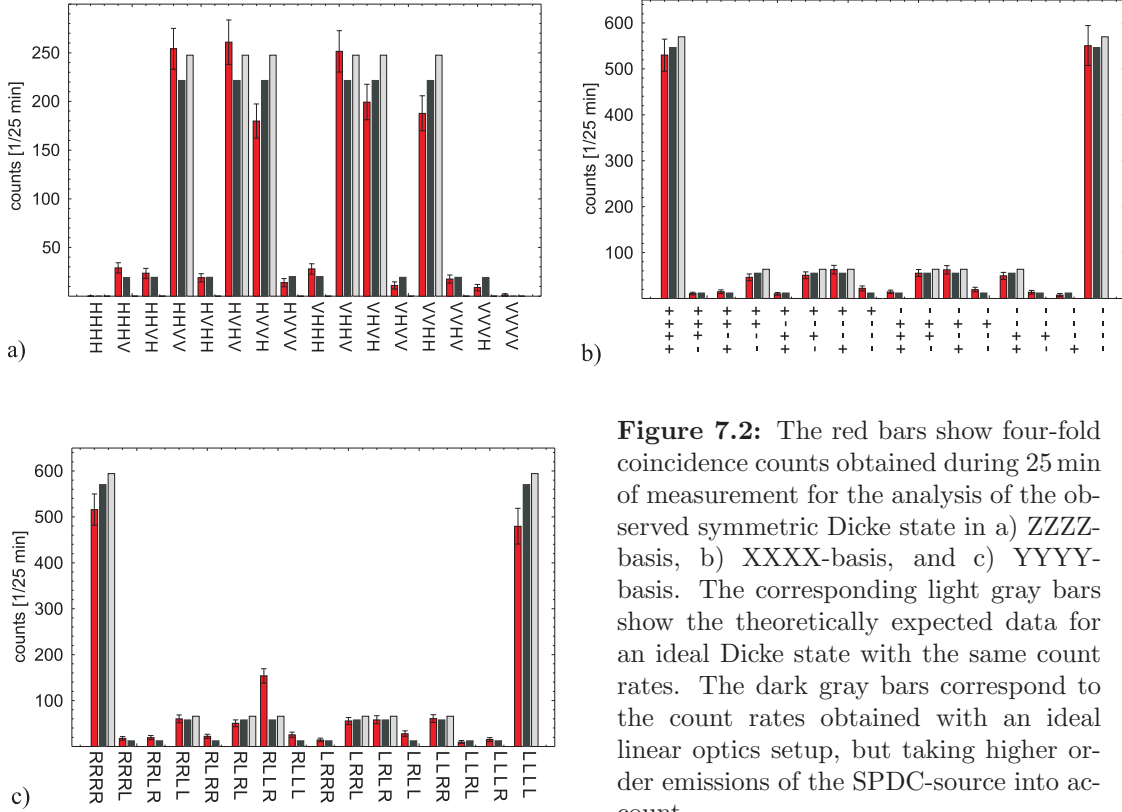 counts [1/25 min]
250
200
150
100
50
HHHH
HHHV
HHVH
HHVV
HVHH
HVHV
HVVH
HVVV
VHHH
VHHV
VHVH
VHVV
VVHH
VVHV
VVVH
VVVV
a)
counts [1/25 min]
600
500
400
300
200
100
++++
+++-
++-+
++--
+-++
+-+-
+--+
+---
-+++
-++-
-+-+
-+--
--++
--+-
---+
----
b)
counts [1/25 min]
600
500
400
300
200
100
RRRR
RRRL
RRLR
RRLL
RLRR
RLRL
RLLR
RLLL
LRRR
LRRL
LRLR
LRLL
LLRR
LLRL
LLLR
LLLL
c)
Figure 7.2: The red bars show four-fold
coincidence counts obtained during 25 min
of measurement for the analysis of the ob-
served symmetric Dicke state in a) ZZZZ-
basis, b) XXXX-basis, and c) YYYY-
basis. The corresponding light gray bars
show the theoretically expected data for
an ideal Dicke state with the same count
rates. The dark gray bars correspond to
the count rates obtained with an ideal
linear optics setup, but taking higher or-
der emissions of the SPDC-source into ac-